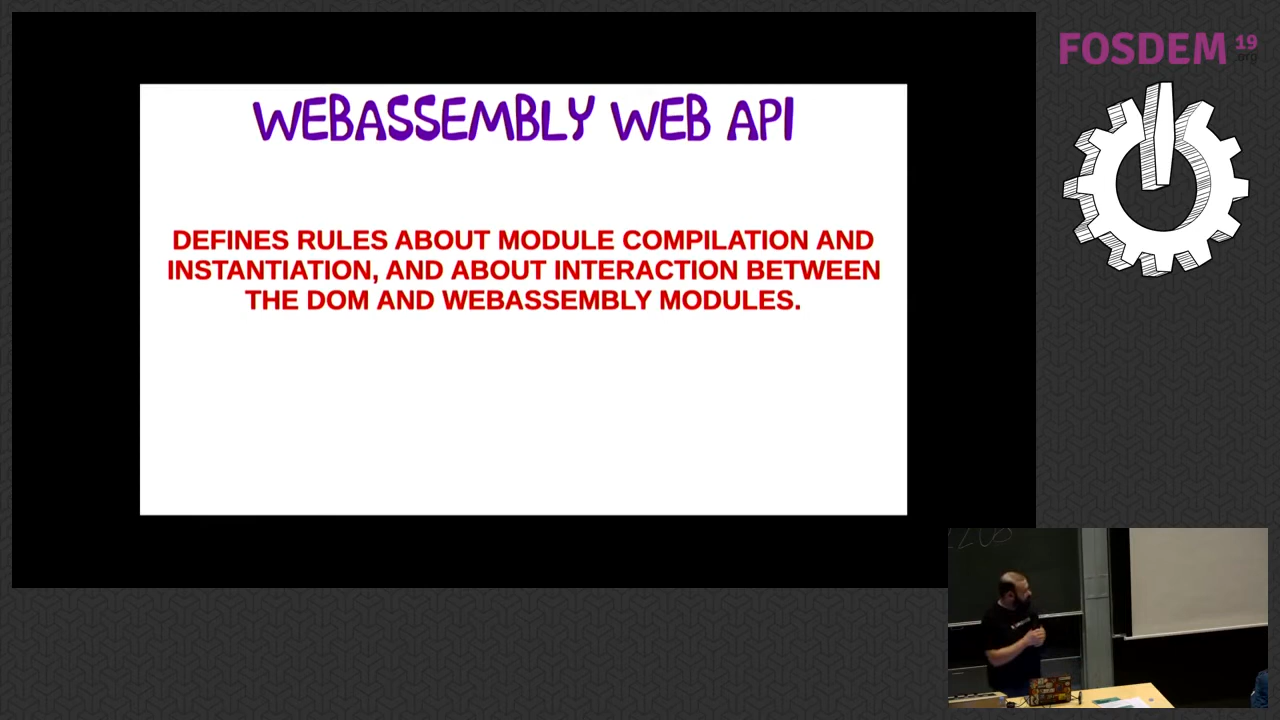 WEBASSEMBLY WEB API
DEFINES RULES ABOUT MODULE COMPILATION AND
INSTANTIATION, AND ABOUT INTERACTION BETWEEN
THE DOM AND WEBASSEMBLY MODULES.
FOSDEM 19
.org